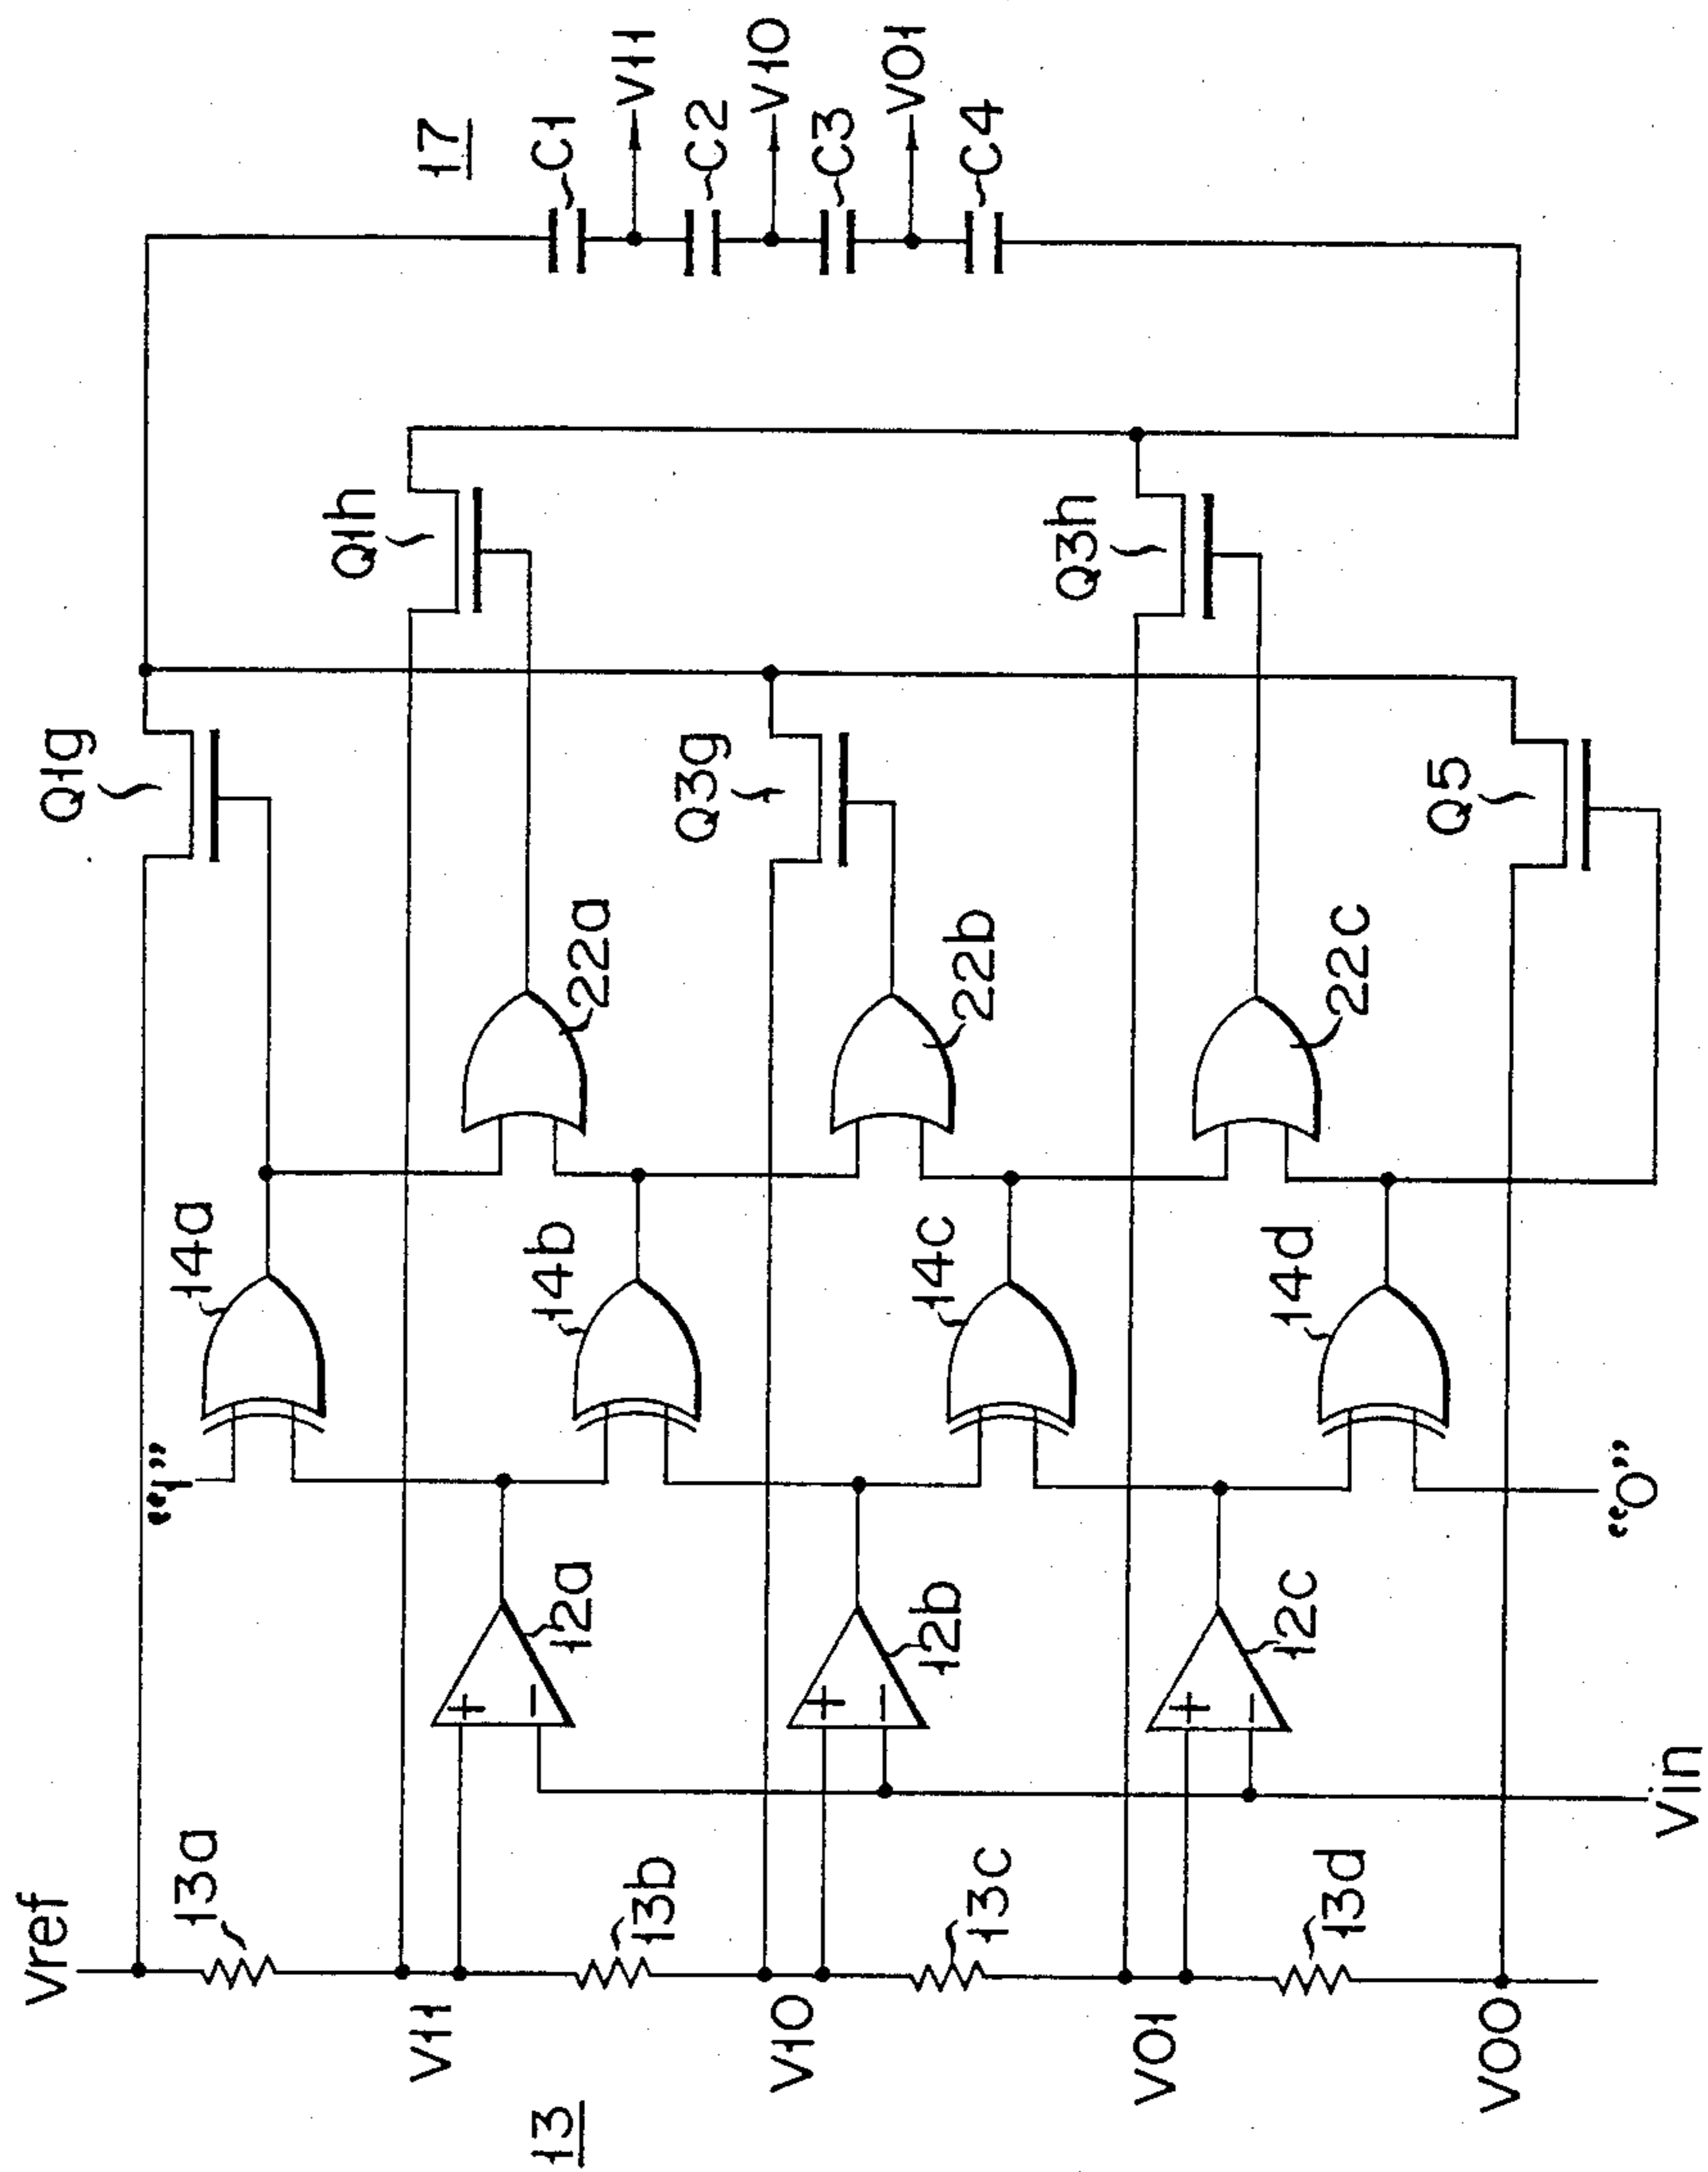 17
C1
V11
C2
V10
C3
V01
C4
Q1h
Q3h
Q1g
Q3g
Q5
22a
22b
22c
14a
14b
14c
14d
"1"
"0"
12a
+
−
12b
+
−
12c
+
−
Vin
Vref
13a
13b
13c
13d
V11
V10
V01
V00
13